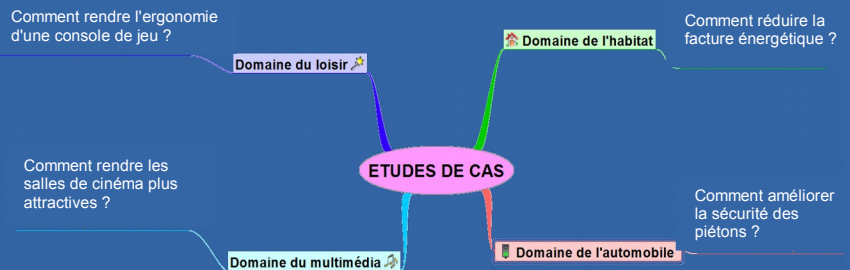 Comment rendre l'ergonomie
d'une console de jeu ?
Domaine du loisir
Domaine de l'habitat
Comment réduire la
facture énergétique ?
ETUDES DE CAS
Comment rendre les
salles de cinéma plus
attractives ?
Domaine du multimédia
Domaine de l'automobile
Comment améliorer
la sécurité des
piétons ?